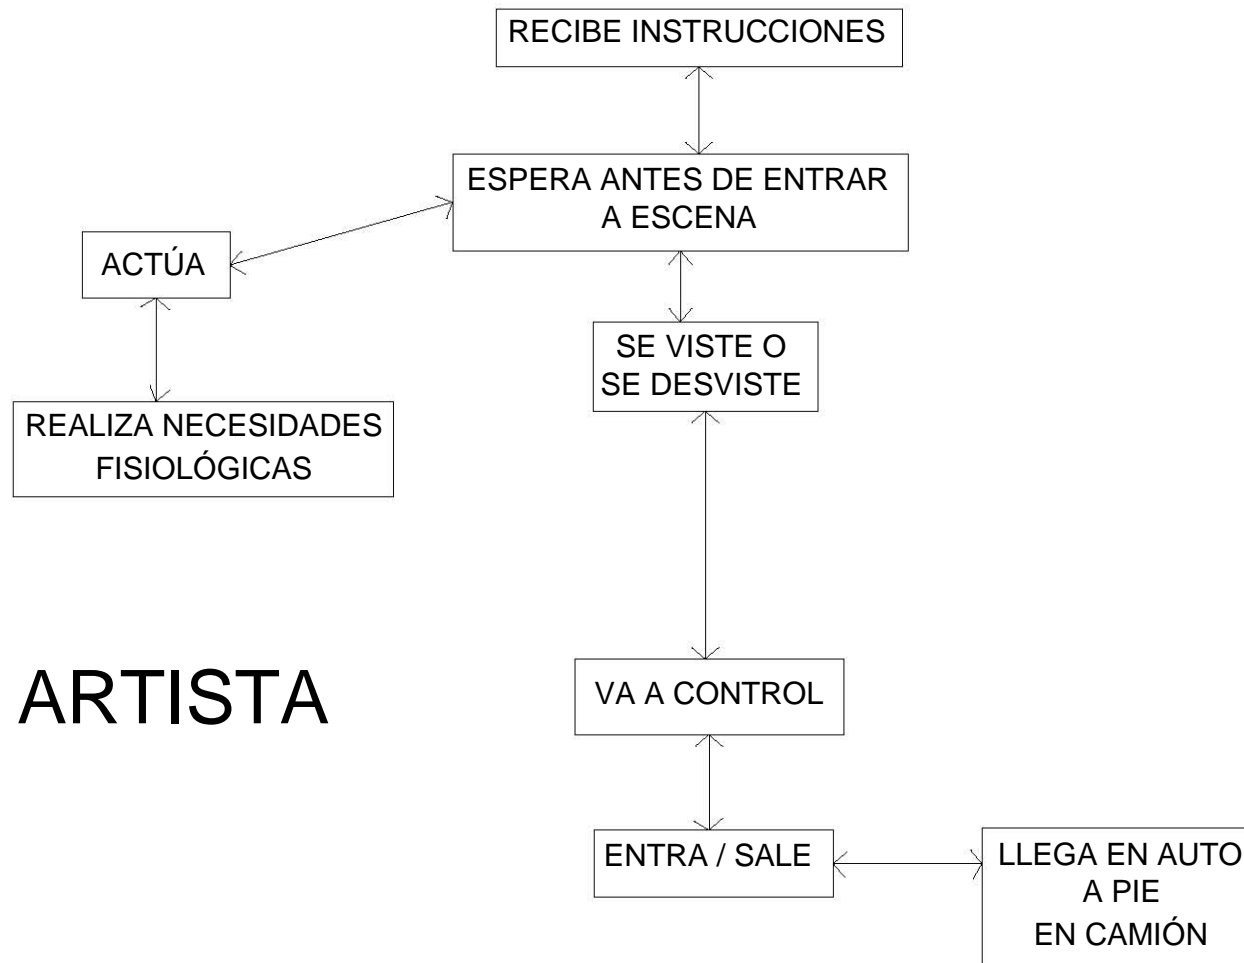 RECIBE INSTRUCCIONES
ESPERA ANTES DE ENTRAR
A ESCENA
ACTÚA
SE VISTE O
SE DESVISTE
REALIZA NECESIDADES
FISIOLÓGICAS
ARTISTA
VA A CONTROL
ENTRA / SALE
LLEGA EN AUTO
A PIE
EN CAMIÓN